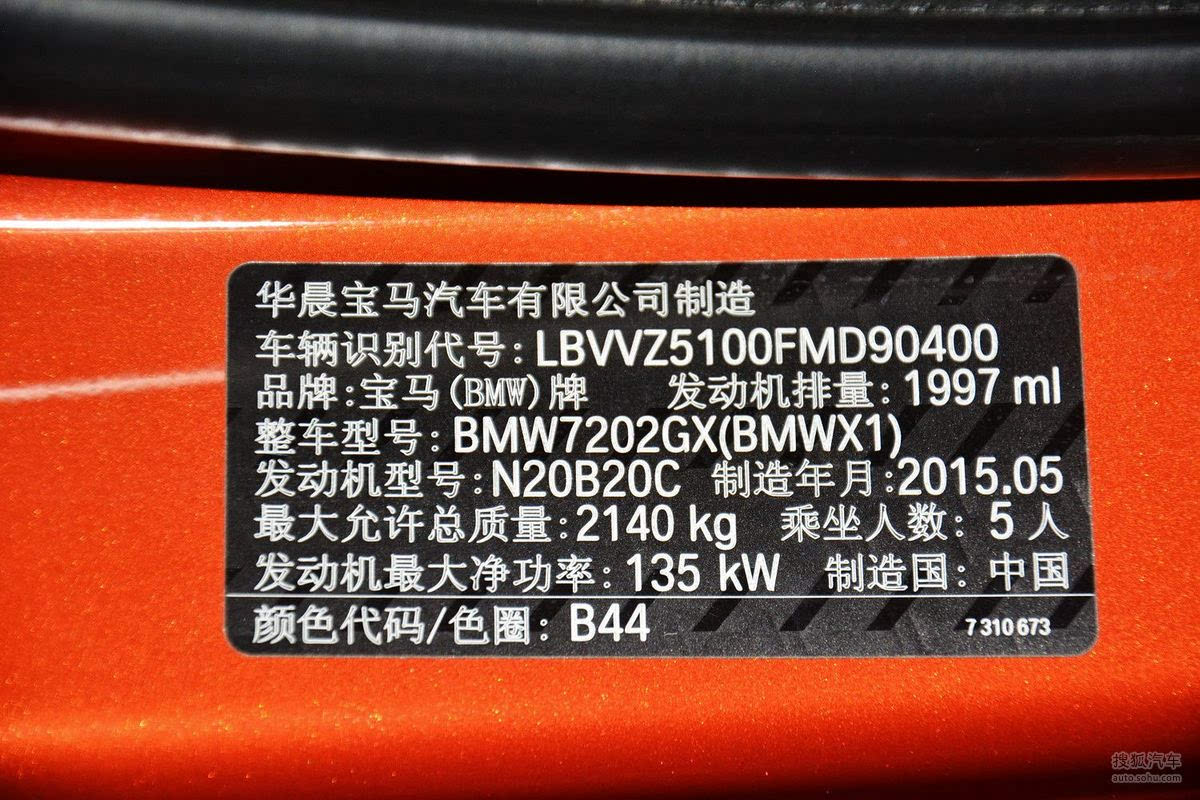 华晨宝马汽车有限公司制造
车辆识别代号:LBVVZ5100FMD90400
品牌:宝马(BMW)牌 发动机排量: 1997 ml
整车型号: BMW7202GX(BMWX1)
发动机型号:N20B20C 制造年月:2015.05
最大允许总质量:2140 kg 乘坐人数: 5 人
发动机最大净功率: 135 kW 制造国: 中国
颜色代码/色圈: B44 7 310 673
搜狐汽车
auto.sohu.com